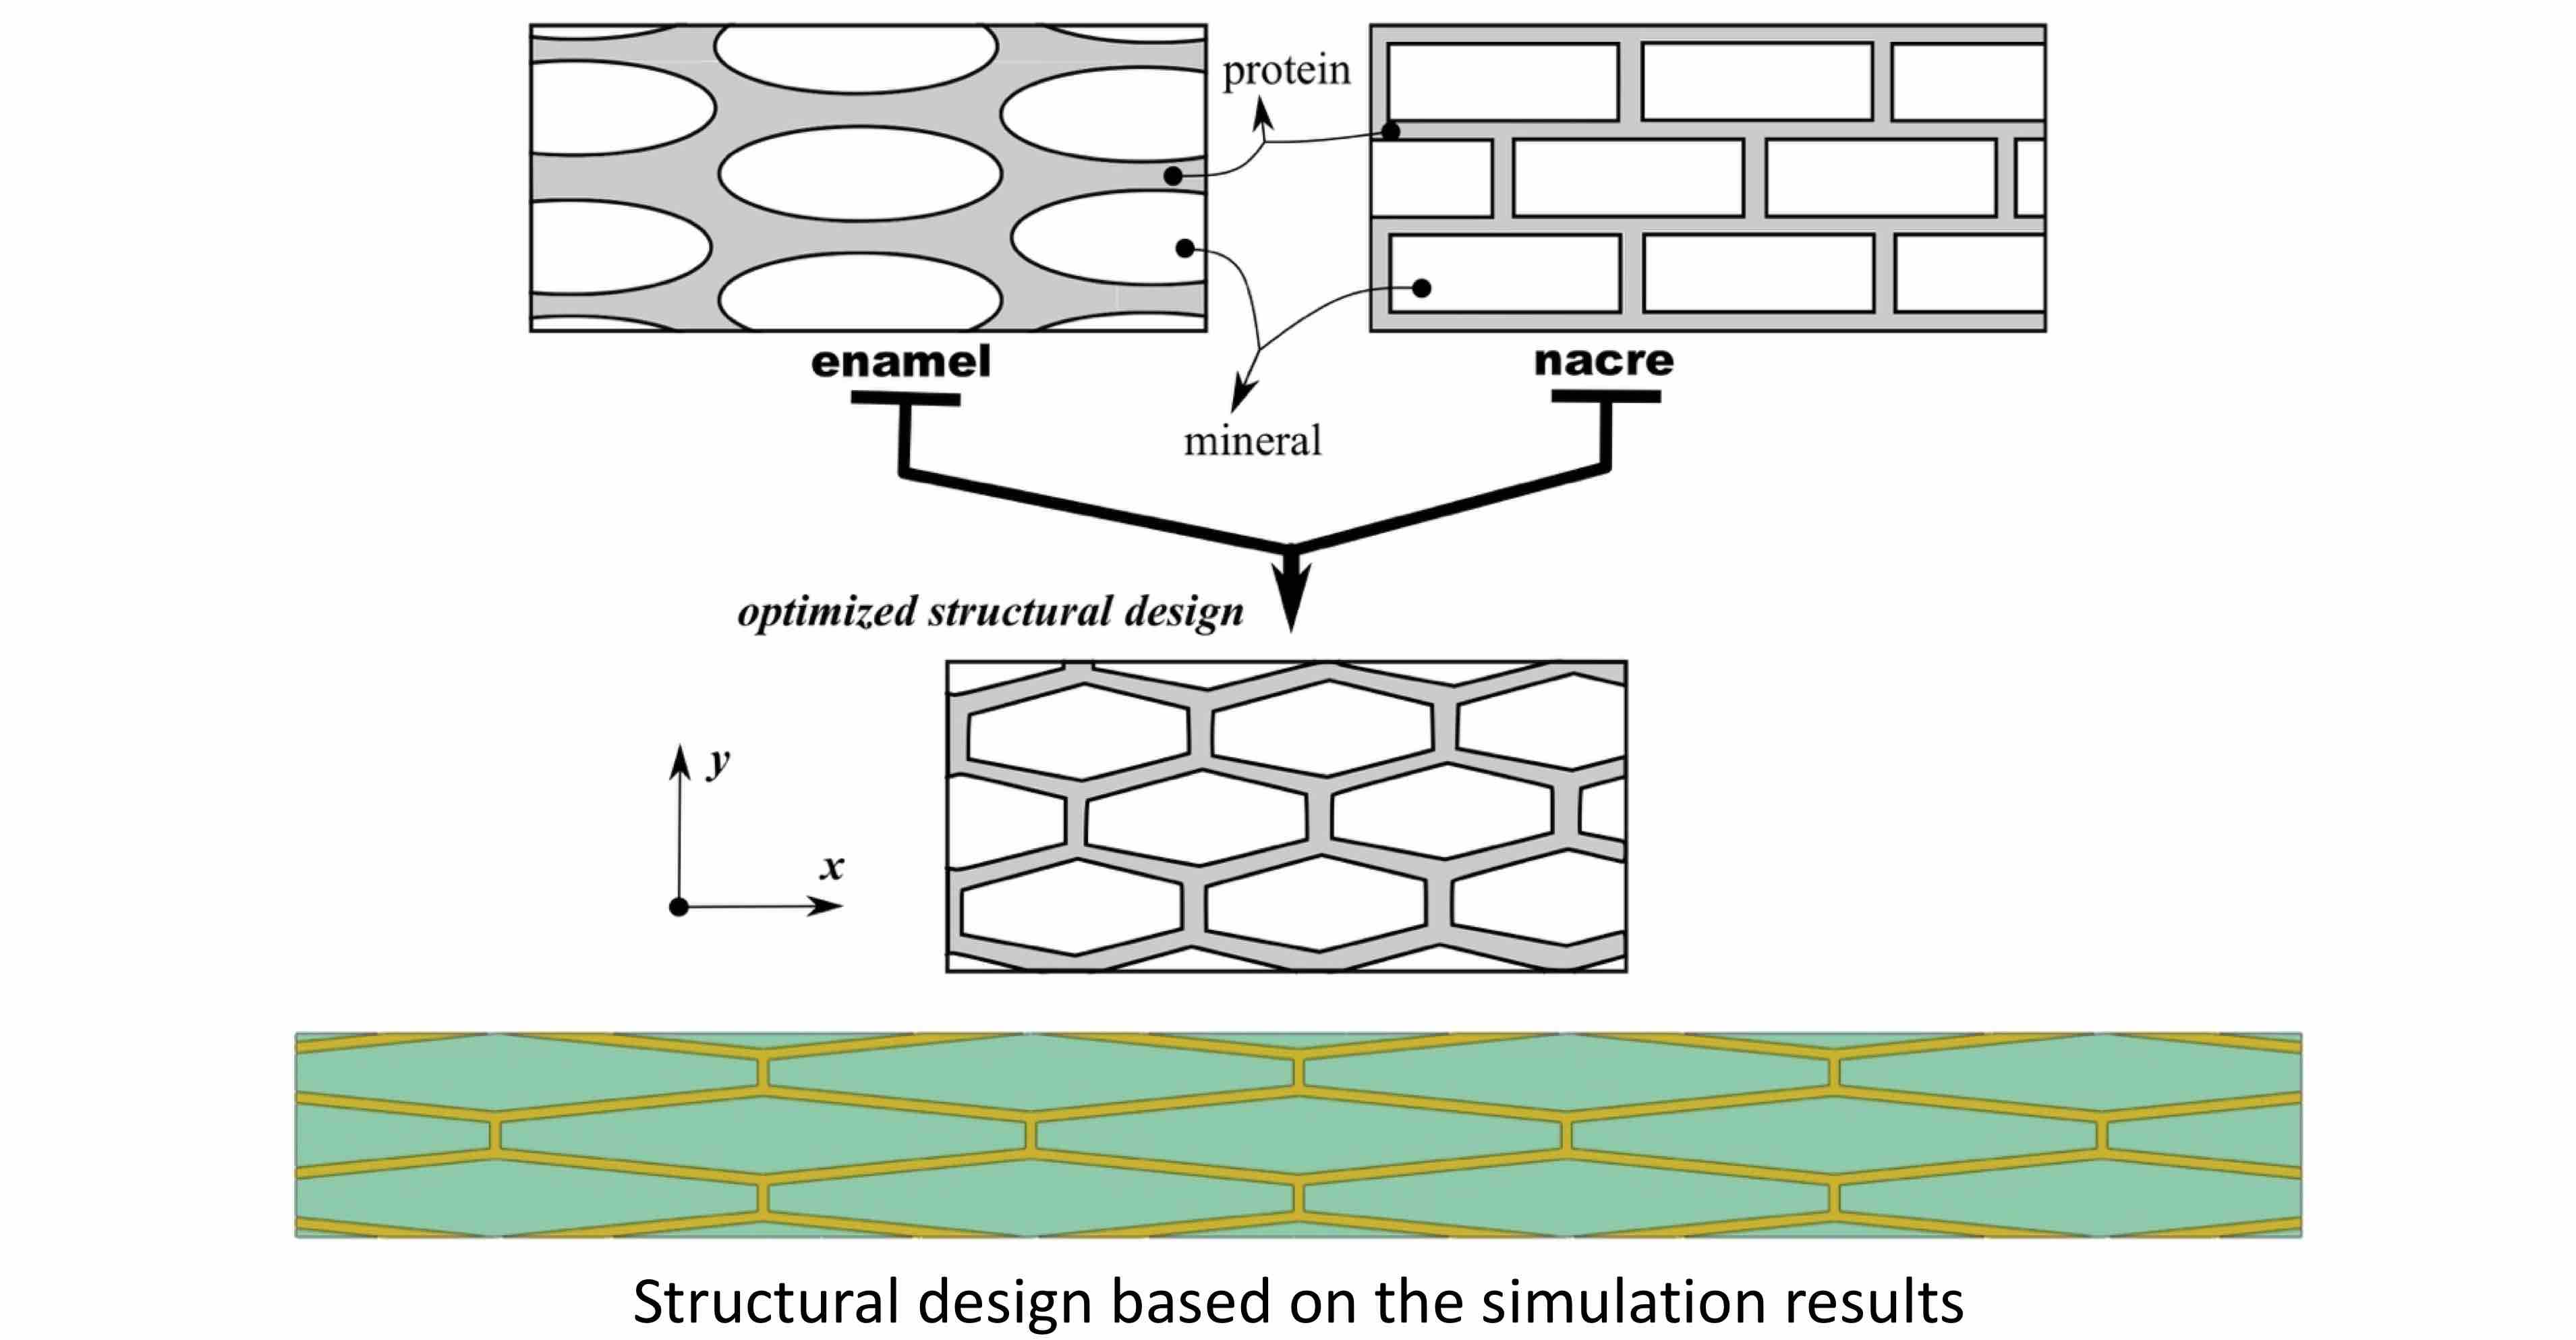 protein
enamel
nacre
mineral
optimized structural design
y
x
Structural design based on the simulation results